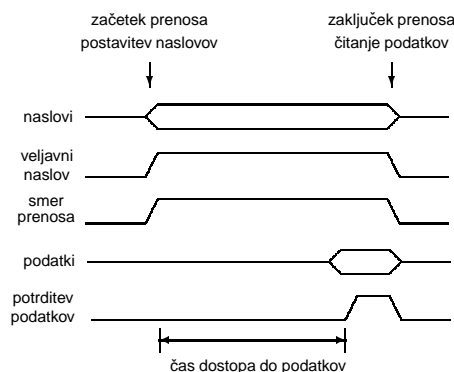 začetek prenosa
postavitev naslovov
zaključek prenosa
čitanje podatkov
naslovi
veljavni
naslov
smer
prenosa
podatki
potrditev
podatkov
čas dostopa do podatkov